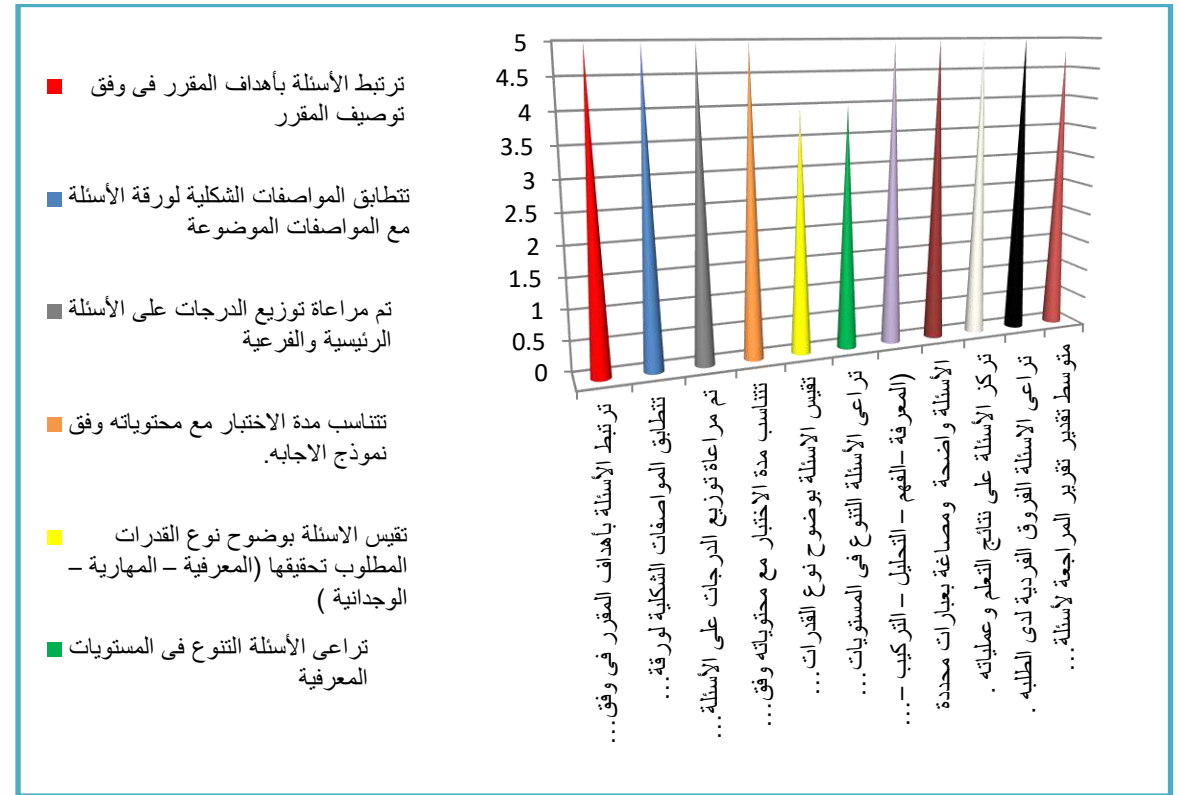 ترتبط الأسئلة بأهداف المقرر فى وفق
توصيف المقرر
تتطابق المواصفات الشكلية لورقة الأسئلة
مع المواصفات الموضوعة
تم مراعاة توزيع الدرجات على الأسئلة
الرئيسية والفرعية
تتناسب مدة الاختبار مع محتوياته وفق
نموذج الاجابه.
تقيس الاسئلة بوضوح نوع القدرات
المطلوب تحقيقها (المعرفية – المهارية –
الوجدانية )
تراعى الأسئلة التنوع فى المستويات
المعرفية
5
4.5
4
3.5
3
2.5
2
1.5
1
0.5
0
ترتبط الأسئلة بأهداف المقرر فى وفق...
تتطابق المواصفات الشكلية لورقة...
تم مراعاة توزيع الدرجات على الأسئلة...
تتناسب مدة الاختبار مع محتوياته وفق...
تقيس الاسئلة بوضوح نوع القدرات...
تراعى الأسئلة التنوع فى المستويات...
(المعرفة –الفهم – التحليل – التركيب –...
الأسئلة واضحة ومصاغة بعبارات محددة
تركز الأسئلة على نتائج التعلم وعملياته .
تراعى الاسئلة الفروق الفردية لدى الطلبه .
متوسط تقدير تقرير المراجعة لأسئلة...